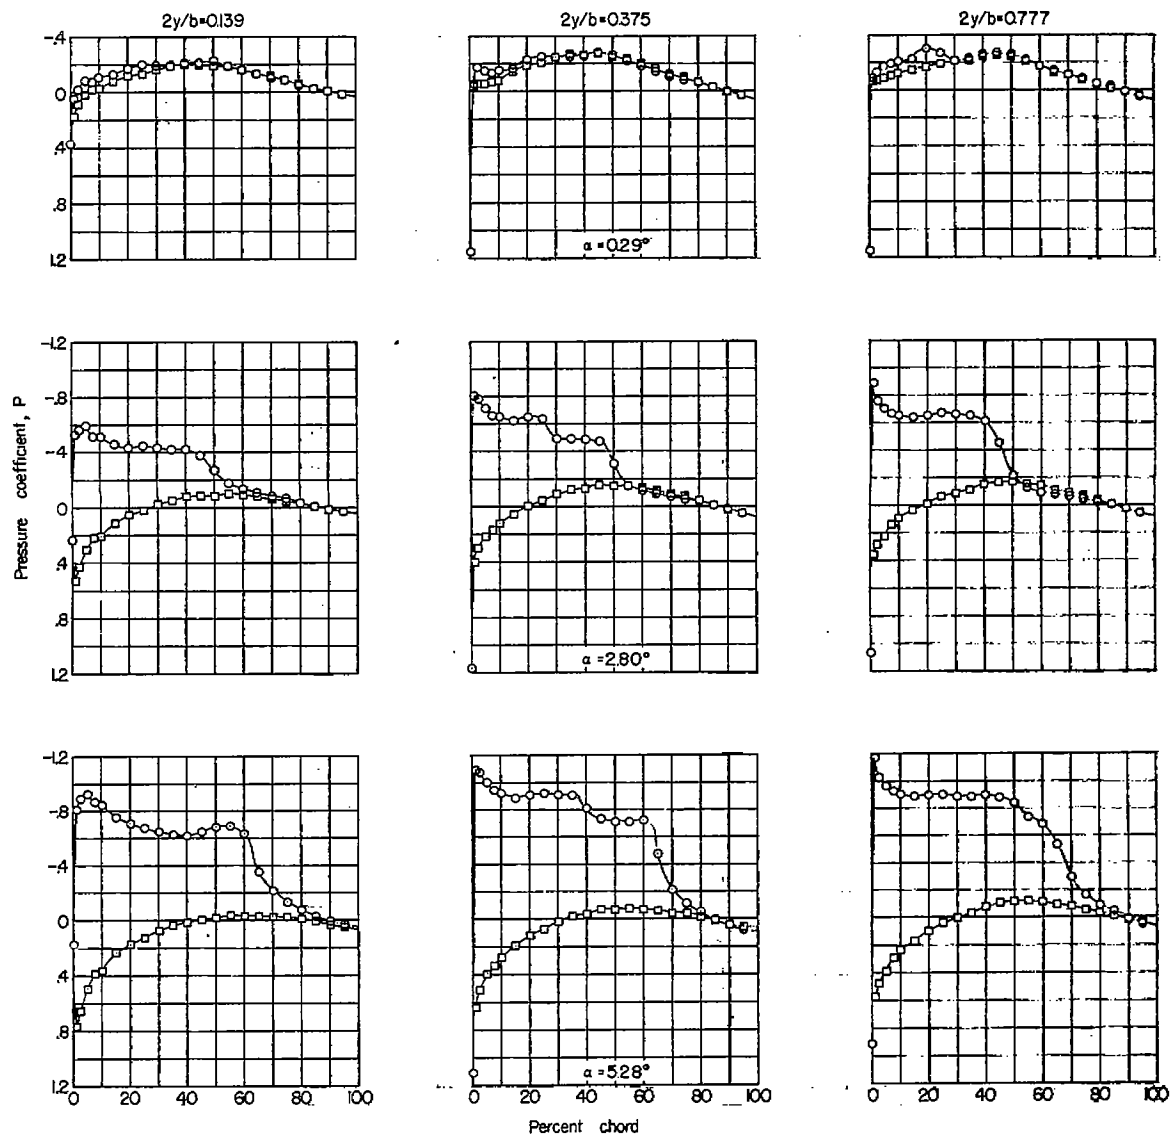 2y/b=0.139 2y/b=0.375 2y/b=0.777
-.4
0
.4
.8
1.2
α = 0.29°
-1.2
-.8
-.4
0
.4
.8
1.2
α = 2.80°
Pressure coefficient, P
-1.2
-.8
-.4
0
.4
.8
1.2
α = 5.28°
0 20 40 60 80 100 0 20 40 60 80 100 0 20 40 60 80 100
Percent chord